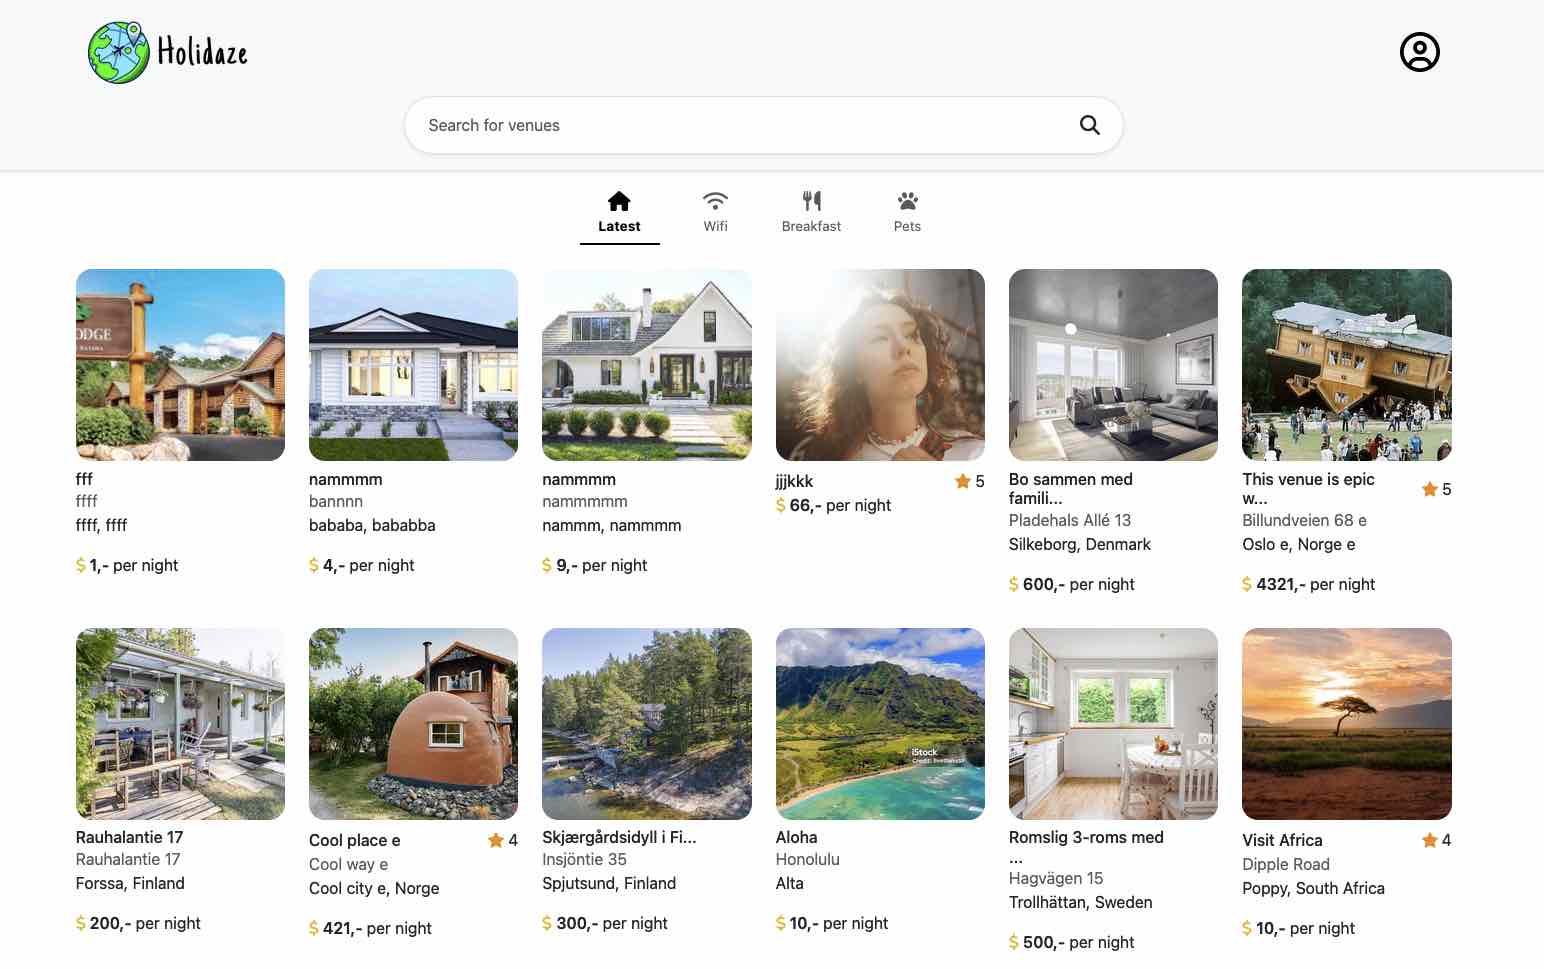 Holidaze
Search for venues
Latest
Wifi
Breakfast
Pets
ODGE
fff
ffff
ffff, ffff
$ 1,- per night
nammmm
bannnn
bababa, bababba
$ 4,- per night
nammmm
nammmmm
nammm, nammmm
$ 9,- per night
jjjkkk
5
$ 66,- per night
Bo sammen med
famili...
Pladehals Allé 13
Silkeborg, Denmark
$ 600,- per night
This venue is epic
w...
5
Billundveien 68 e
Oslo e, Norge e
$ 4321,- per night
Rauhalantie 17
Rauhalantie 17
Forssa, Finland
$ 200,- per night
Cool place e
4
Cool way e
Cool city e, Norge
$ 421,- per night
Skjærgårdsidyll i Fi...
Insjöntie 35
Spjutsund, Finland
$ 300,- per night
iStock
Aloha
Honolulu
Alta
$ 10,- per night
Romslig 3-roms med
...
Hagvägen 15
Trollhättan, Sweden
$ 500,- per night
Visit Africa
4
Dipple Road
Poppy, South Africa
$ 10,- per night